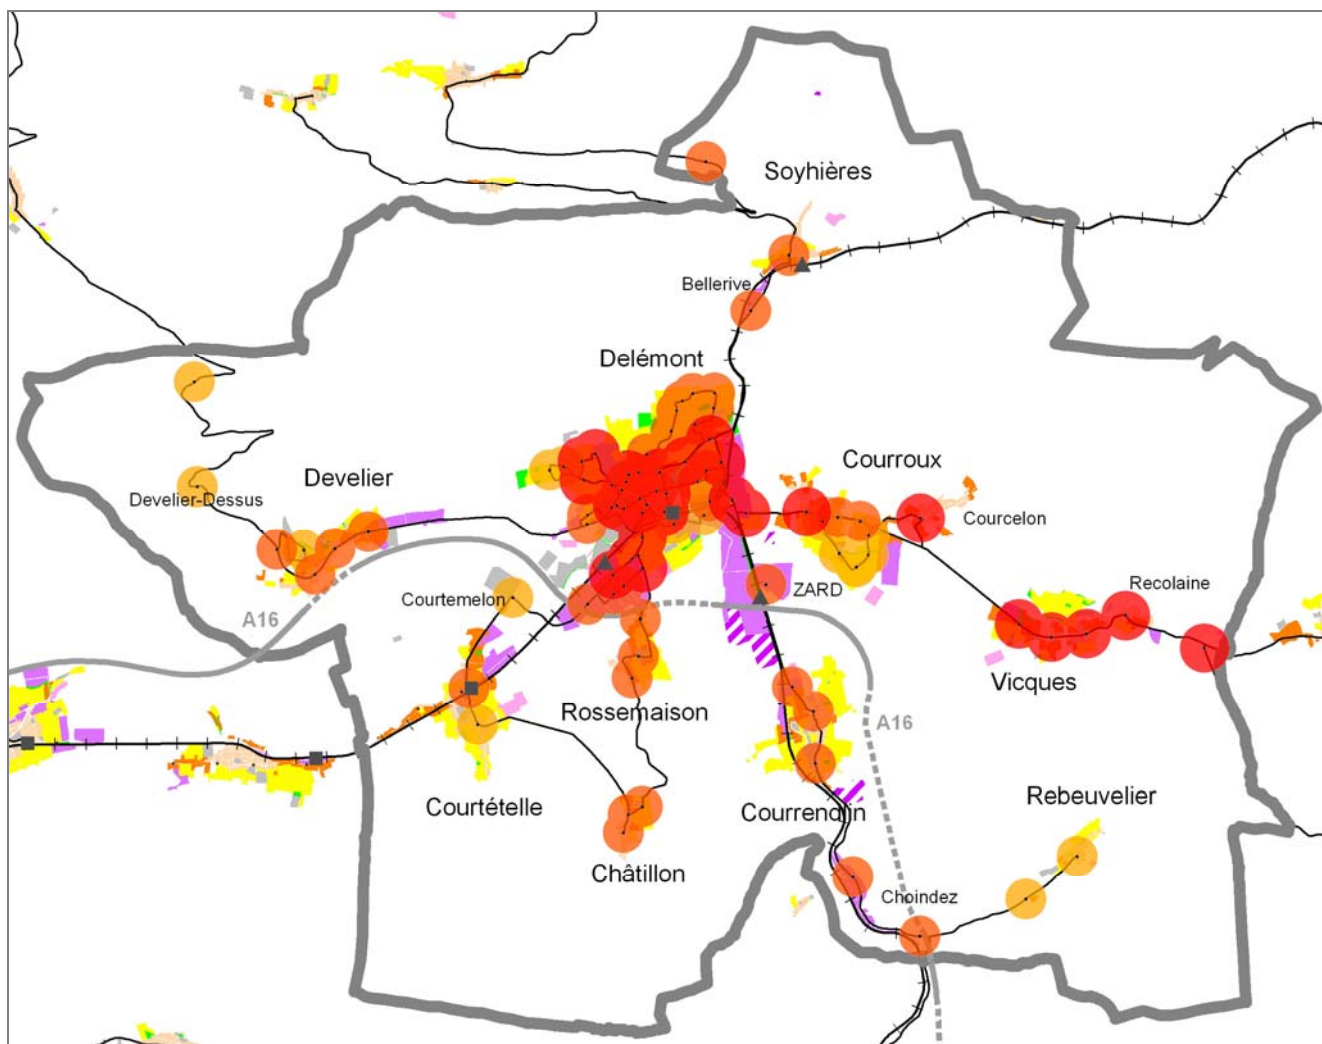 Soyhières
Bellerive
Delémont
Courroux
Develier
Develier-Dessus
Courcelon
Recolaine
ZARD
Courtemelon
A16
Vicques
Rossemaison
A16
Courtételle
Courrendlin
Rebeuvelier
Châtillon
Choindez